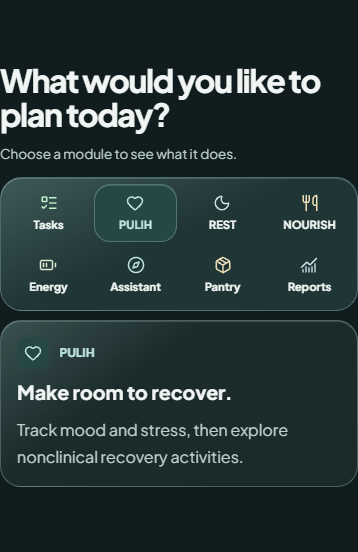 What would you like to
plan today?
Choose a module to see what it does.
Tasks
PULIH
REST
NOURISH
Energy
Assistant
Pantry
Reports
PULIH
Make room to recover.
Track mood and stress, then explore
nonclinical recovery activities.